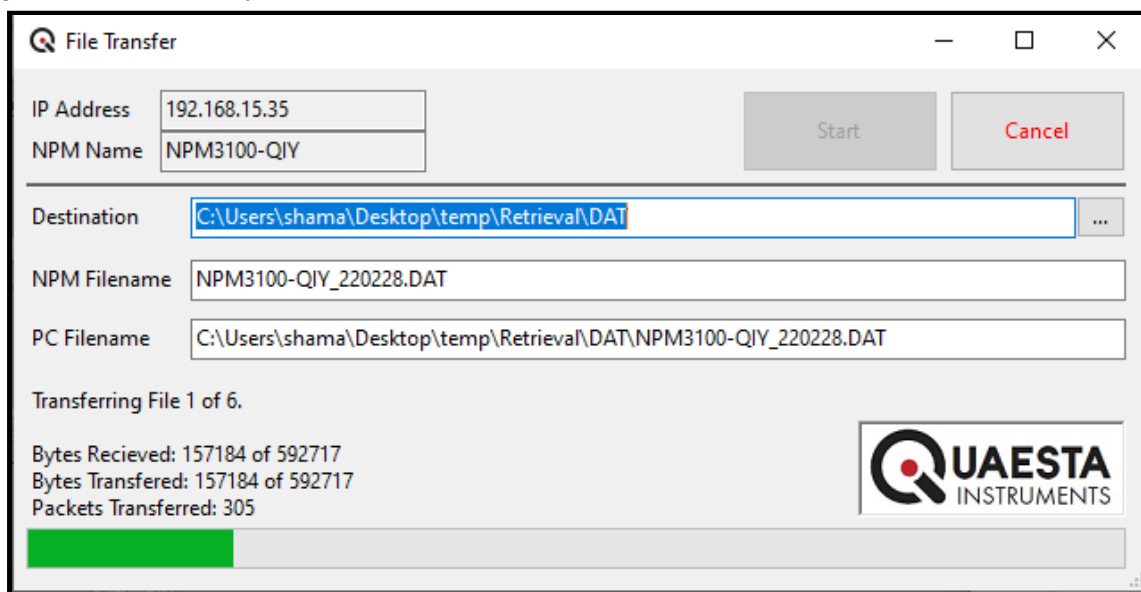 File Transfer
IP Address 192.168.15.35
NPM Name NPM3100-QIY
Start
Cancel
Destination C:\Users\shama\Desktop\temp\Retrieval\DAT ...
NPM Filename NPM3100-QIY_220228.DAT
PC Filename C:\Users\shama\Desktop\temp\Retrieval\DAT\NPM3100-QIY_220228.DAT
Transferring File 1 of 6.
Bytes Recieved: 157184 of 592717
Bytes Transfered: 157184 of 592717
Packets Transferred: 305
QUAESTA
INSTRUMENTS